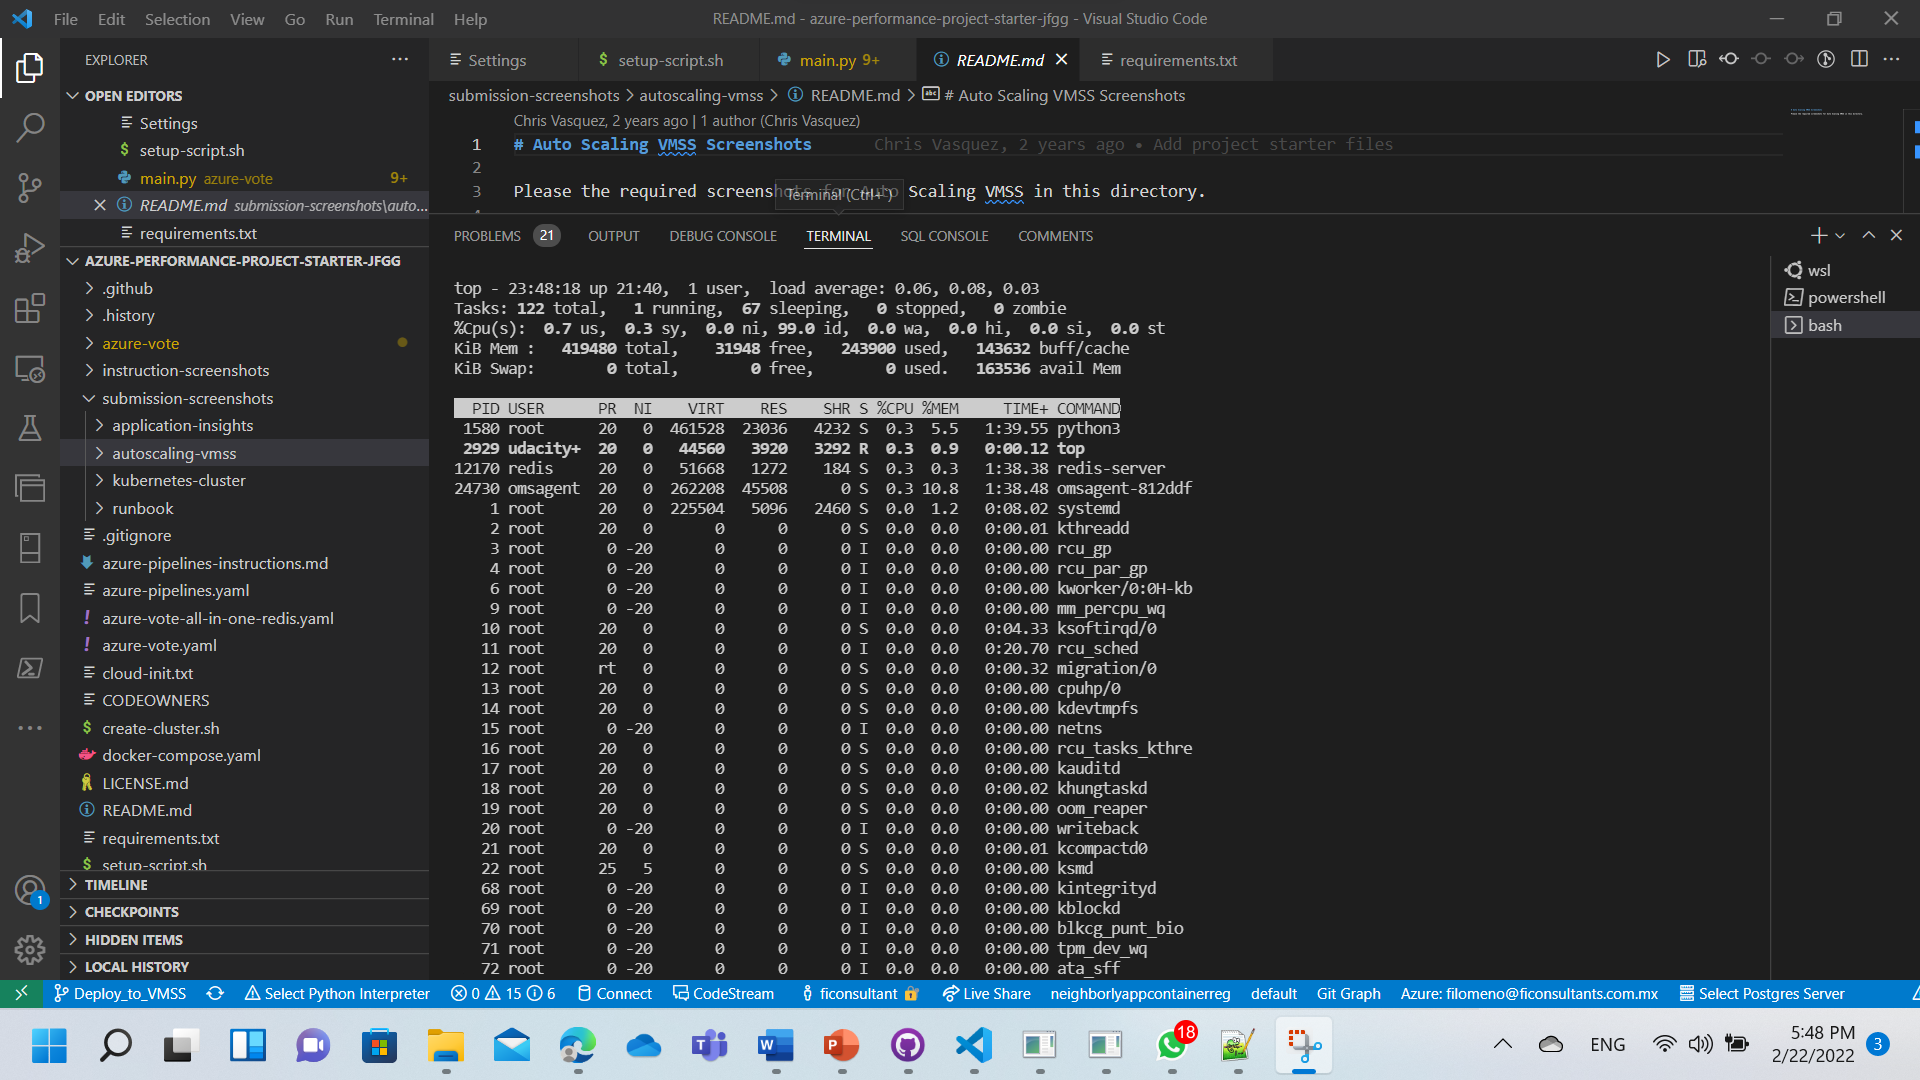 File Edit Selection View Go Run Terminal Help
README.md - azure-performance-project-starter-jfgg - Visual Studio Code
EXPLORER
OPEN EDITORS
Settings
setup-script.sh
main.py azure-vote 9+
README.md submission-screenshots\auto...
requirements.txt
AZURE-PERFORMANCE-PROJECT-STARTER-JFGG
.github
.history
azure-vote
instruction-screenshots
submission-screenshots
application-insights
autoscaling-vmss
kubernetes-cluster
runbook
.gitignore
azure-pipelines-instructions.md
azure-pipelines.yaml
azure-vote-all-in-one-redis.yaml
azure-vote.yaml
cloud-init.txt
CODEOWNERS
create-cluster.sh
docker-compose.yaml
LICENSE.md
README.md
requirements.txt
setup-script.sh
TIMELINE
CHECKPOINTS
HIDDEN ITEMS
LOCAL HISTORY
Settings setup-script.sh main.py 9+ README.md requirements.txt
submission-screenshots > autoscaling-vmss > README.md > # Auto Scaling VMSS Screenshots
Chris Vasquez, 2 years ago | 1 author (Chris Vasquez)
1 # Auto Scaling VMSS Screenshots Chris Vasquez, 2 years ago • Add project starter files
2
3 Please the required screenshots for Auto Scaling VMSS in this directory.
Terminal (Ctrl+`)
PROBLEMS 21 OUTPUT DEBUG CONSOLE TERMINAL SQL CONSOLE COMMENTS
top - 23:48:18 up 21:40, 1 user, load average: 0.06, 0.08, 0.03
Tasks: 122 total, 1 running, 67 sleeping, 0 stopped, 0 zombie
%Cpu(s): 0.7 us, 0.3 sy, 0.0 ni, 99.0 id, 0.0 wa, 0.0 hi, 0.0 si, 0.0 st
KiB Mem : 419480 total, 31948 free, 243900 used, 143632 buff/cache
KiB Swap: 0 total, 0 free, 0 used. 163536 avail Mem
PID USER PR NI VIRT RES SHR S %CPU %MEM TIME+ COMMAND
1580 root 20 0 461528 23036 4232 S 0.3 5.5 1:39.55 python3
2929 udacity+ 20 0 44560 3920 3292 R 0.3 0.9 0:00.12 top
12170 redis 20 0 51668 1272 184 S 0.3 0.3 1:38.38 redis-server
24730 omsagent 20 0 262208 45508 0 S 0.3 10.8 1:38.48 omsagent-812ddf
1 root 20 0 225504 5096 2460 S 0.0 1.2 0:08.02 systemd
2 root 20 0 0 0 0 S 0.0 0.0 0:00.01 kthreadd
3 root 0 -20 0 0 0 I 0.0 0.0 0:00.00 rcu_gp
4 root 0 -20 0 0 0 I 0.0 0.0 0:00.00 rcu_par_gp
6 root 0 -20 0 0 0 I 0.0 0.0 0:00.00 kworker/0:0H-kb
9 root 0 -20 0 0 0 I 0.0 0.0 0:00.00 mm_percpu_wq
10 root 20 0 0 0 0 S 0.0 0.0 0:04.33 ksoftirqd/0
11 root 20 0 0 0 0 I 0.0 0.0 0:20.70 rcu_sched
12 root rt 0 0 0 0 S 0.0 0.0 0:00.32 migration/0
13 root 20 0 0 0 0 S 0.0 0.0 0:00.00 cpuhp/0
14 root 20 0 0 0 0 S 0.0 0.0 0:00.00 kdevtmpfs
15 root 0 -20 0 0 0 I 0.0 0.0 0:00.00 netns
16 root 20 0 0 0 0 S 0.0 0.0 0:00.00 rcu_tasks_kthre
17 root 20 0 0 0 0 S 0.0 0.0 0:00.00 kauditd
18 root 20 0 0 0 0 S 0.0 0.0 0:00.02 khungtaskd
19 root 20 0 0 0 0 S 0.0 0.0 0:00.00 oom_reaper
20 root 0 -20 0 0 0 I 0.0 0.0 0:00.00 writeback
21 root 20 0 0 0 0 S 0.0 0.0 0:00.01 kcompactd0
22 root 25 5 0 0 0 S 0.0 0.0 0:00.00 ksmd
68 root 0 -20 0 0 0 I 0.0 0.0 0:00.00 kintegrityd
69 root 0 -20 0 0 0 I 0.0 0.0 0:00.00 kblockd
70 root 0 -20 0 0 0 I 0.0 0.0 0:00.00 blkcg_punt_bio
71 root 0 -20 0 0 0 I 0.0 0.0 0:00.00 tpm_dev_wq
72 root 0 -20 0 0 0 I 0.0 0.0 0:00.00 ata_sff
wsl
powershell
bash
1
Deploy_to_VMSS Select Python Interpreter 0 15 6 Connect CodeStream ficonsultant Live Share neighborlyappcontainerreg default Git Graph Azure: filomeno@ficonsultants.com.mx Select Postgres Server
18
ENG
5:48 PM
2/22/2022
3